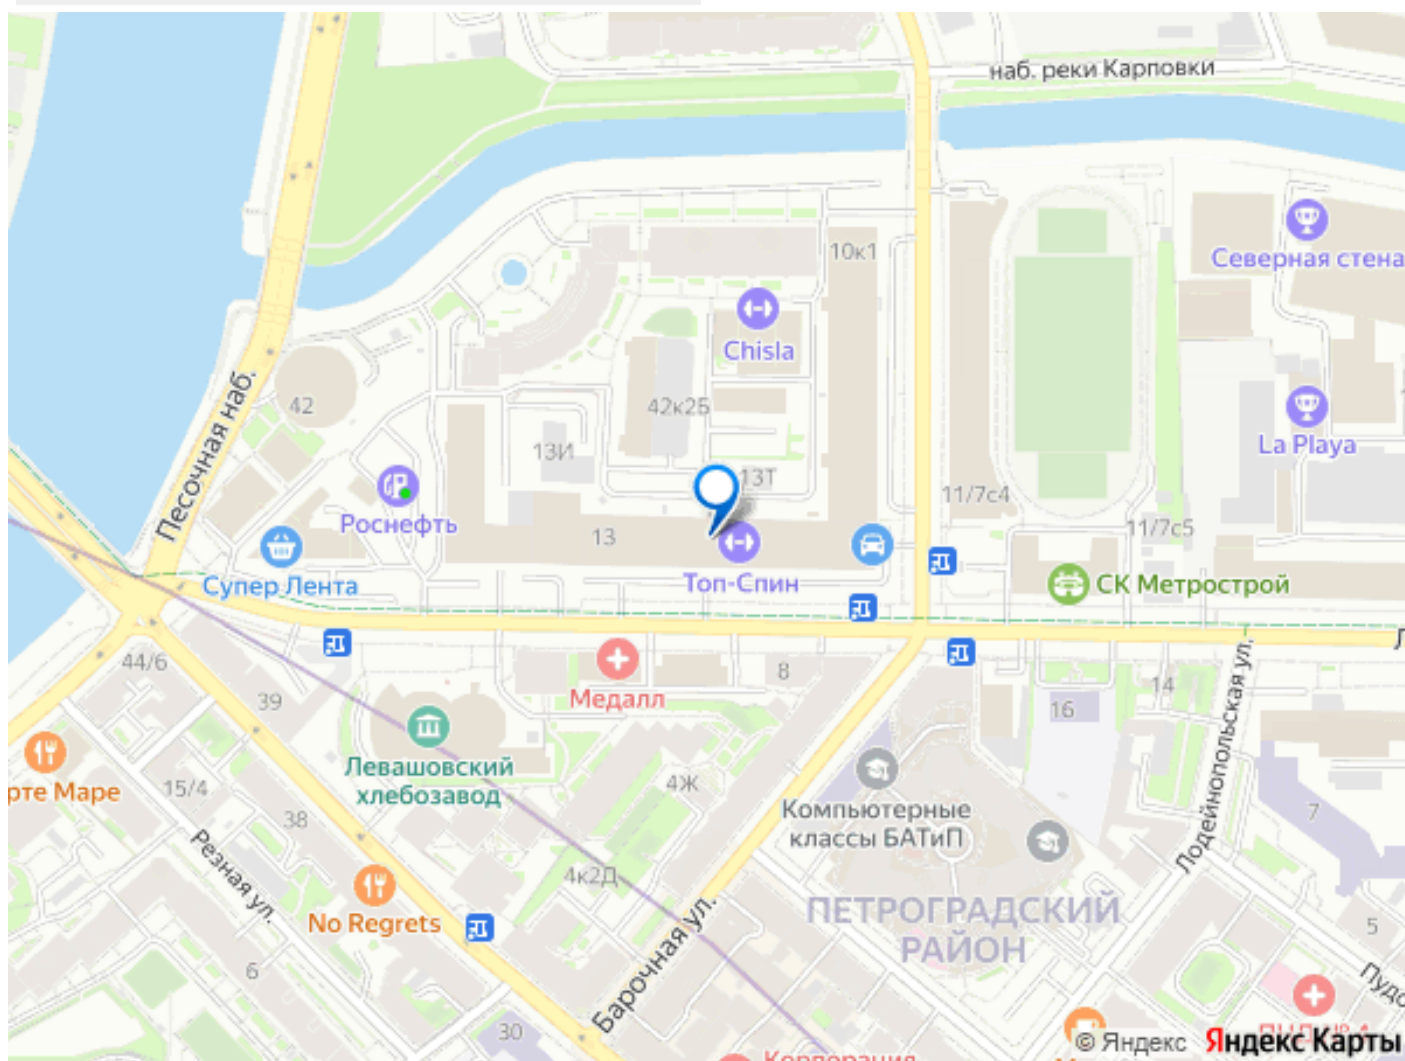 наб. реки Карповки
10к1
Северная стена
Chisla
Песочная наб.
42
42к25
La Playa
13И
13Т
11/7с4
Роснефть
11/7с5
13
Супер Лента
Топ-Спин
СК Метрострой
44/6
8
14
39
Медалл
16
Лодейнопольская ул.
Левашовский
хлебозавод
15/4
4Ж
Компьютерные
классы БАТиП
7
38
Резная ул.
4к2Д
No Regrets
ПЕТРОГРАДСКИЙ
РАЙОН
5
Барочная ул.
6
30
© Яндекс Яндекс Карты